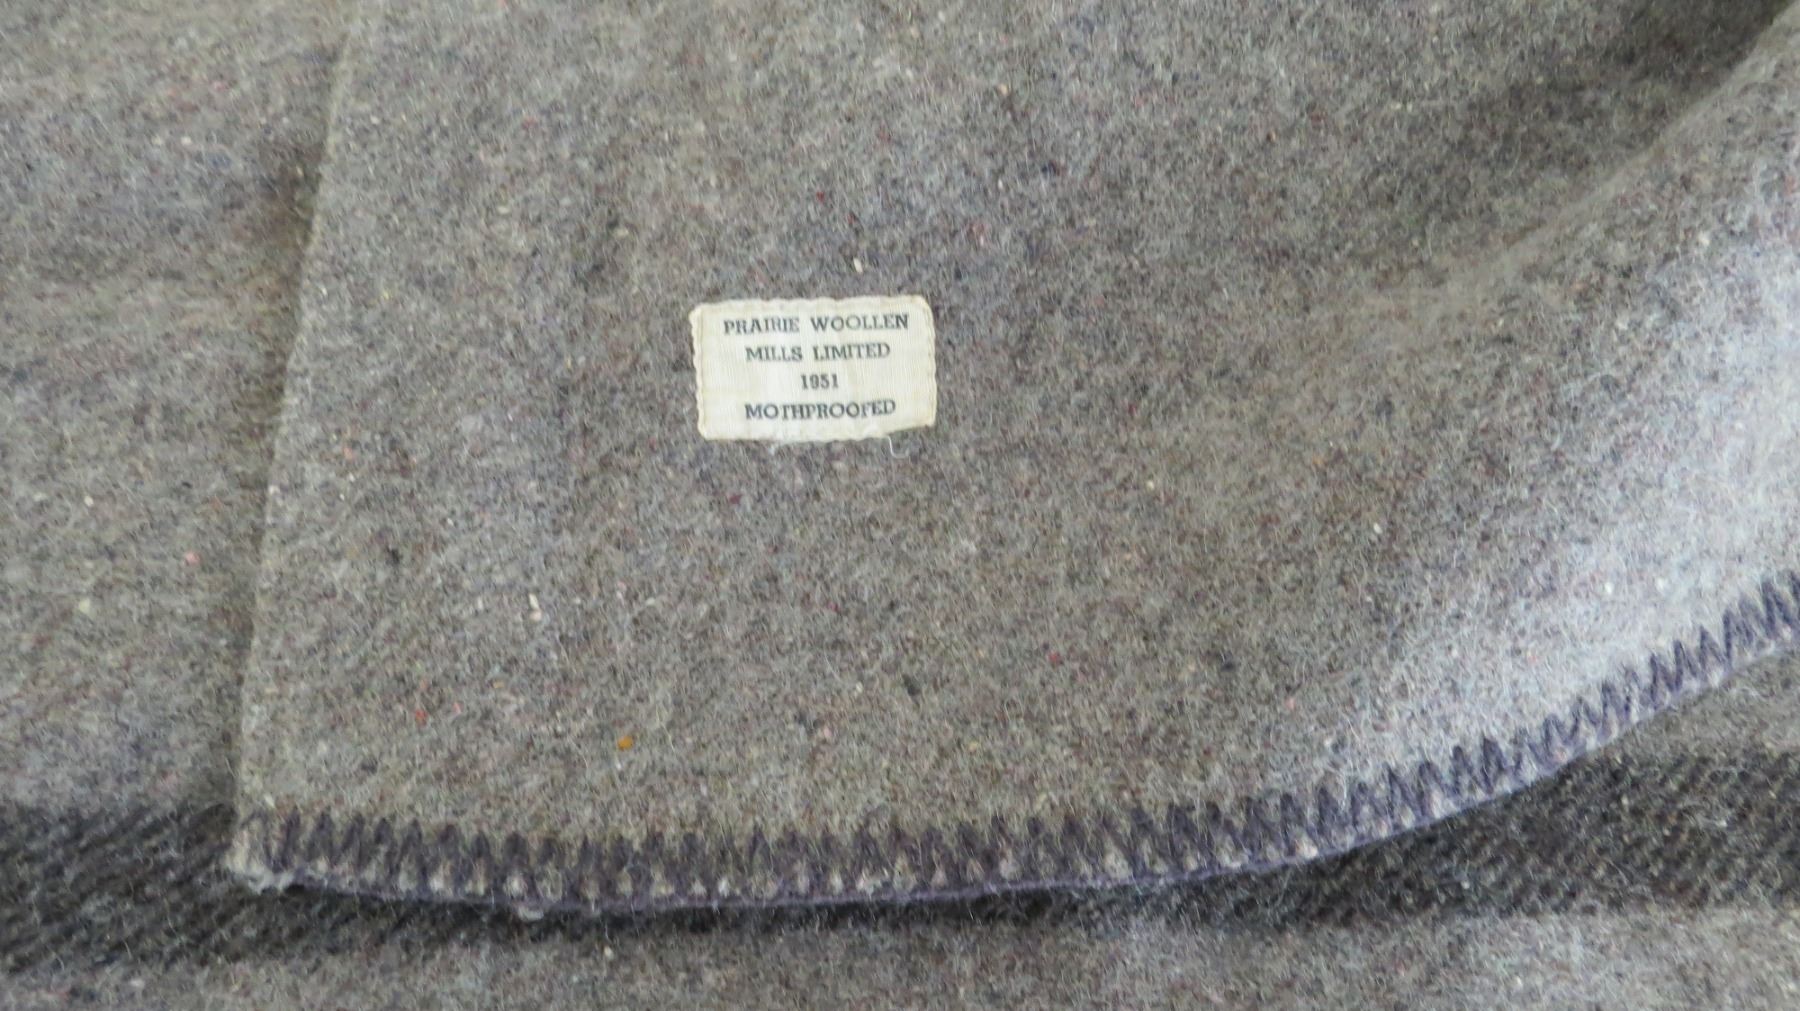 PRAIRIE WOOLLEN
MILLS LIMITED
1951
MOTHPROOFED